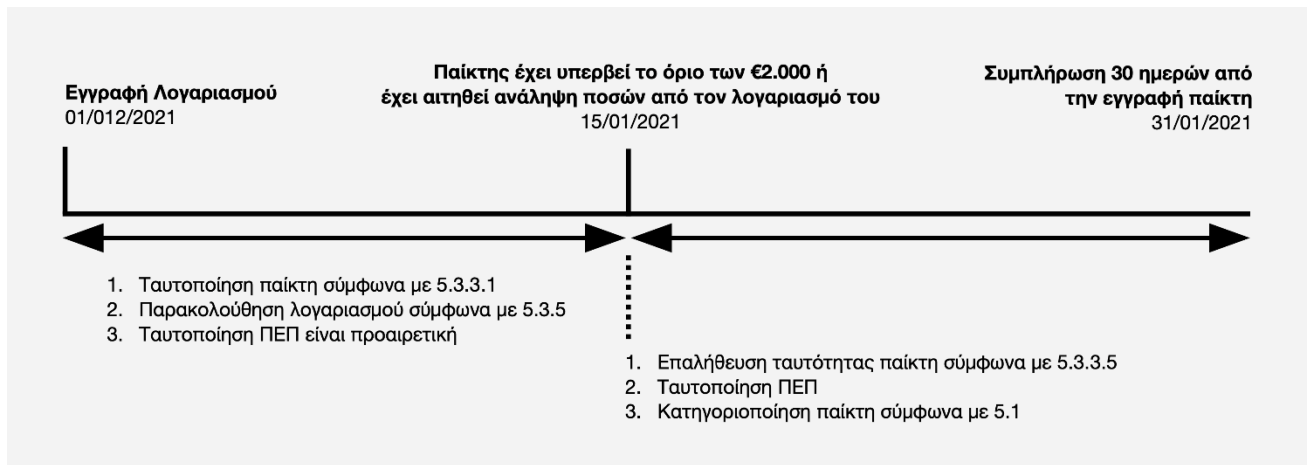 Εγγραφή Λογαριασμού
01/012/2021
Παίκτης έχει υπερβεί το όριο των €2.000 ή
έχει αιτηθεί ανάληψη ποσών από τον λογαριασμό του
15/01/2021
Συμπλήρωση 30 ημερών από
την εγγραφή παίκτη
31/01/2021
1. Ταυτοποίηση παίκτη σύμφωνα με 5.3.3.1
2. Παρακολούθηση λογαριασμού σύμφωνα με 5.3.5
3. Ταυτοποίηση ΠΕΠ είναι προαιρετική
1. Επαλήθευση ταυτότητας παίκτη σύμφωνα με 5.3.3.5
2. Ταυτοποίηση ΠΕΠ
3. Κατηγοριοποίηση παίκτη σύμφωνα με 5.1